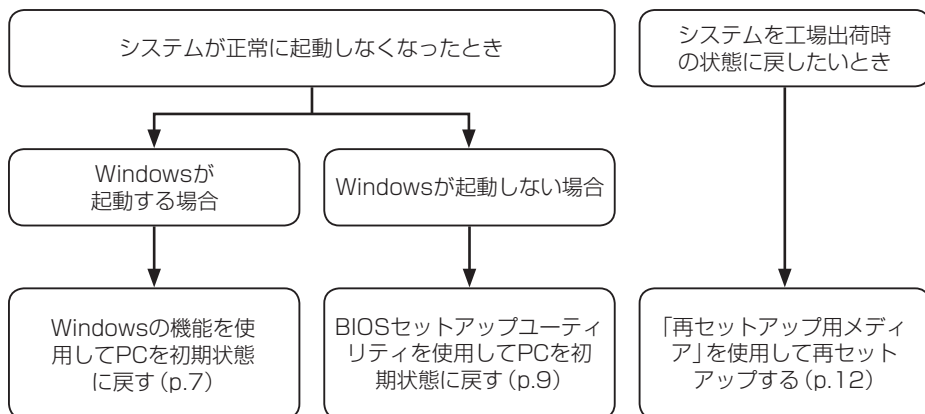 システムが正常に起動しなくなったとき
システムを工場出荷時
の状態に戻したいとき
Windowsが
起動する場合
Windowsが起動しない場合
Windowsの機能を使
用してPCを初期状態
に戻す(p.7)
BIOSセットアップユーティ
リティを使用してPCを初
期状態に戻す(p.9)
「再セットアップ用メディ
ア」を使用して再セット
アップする(p.12)